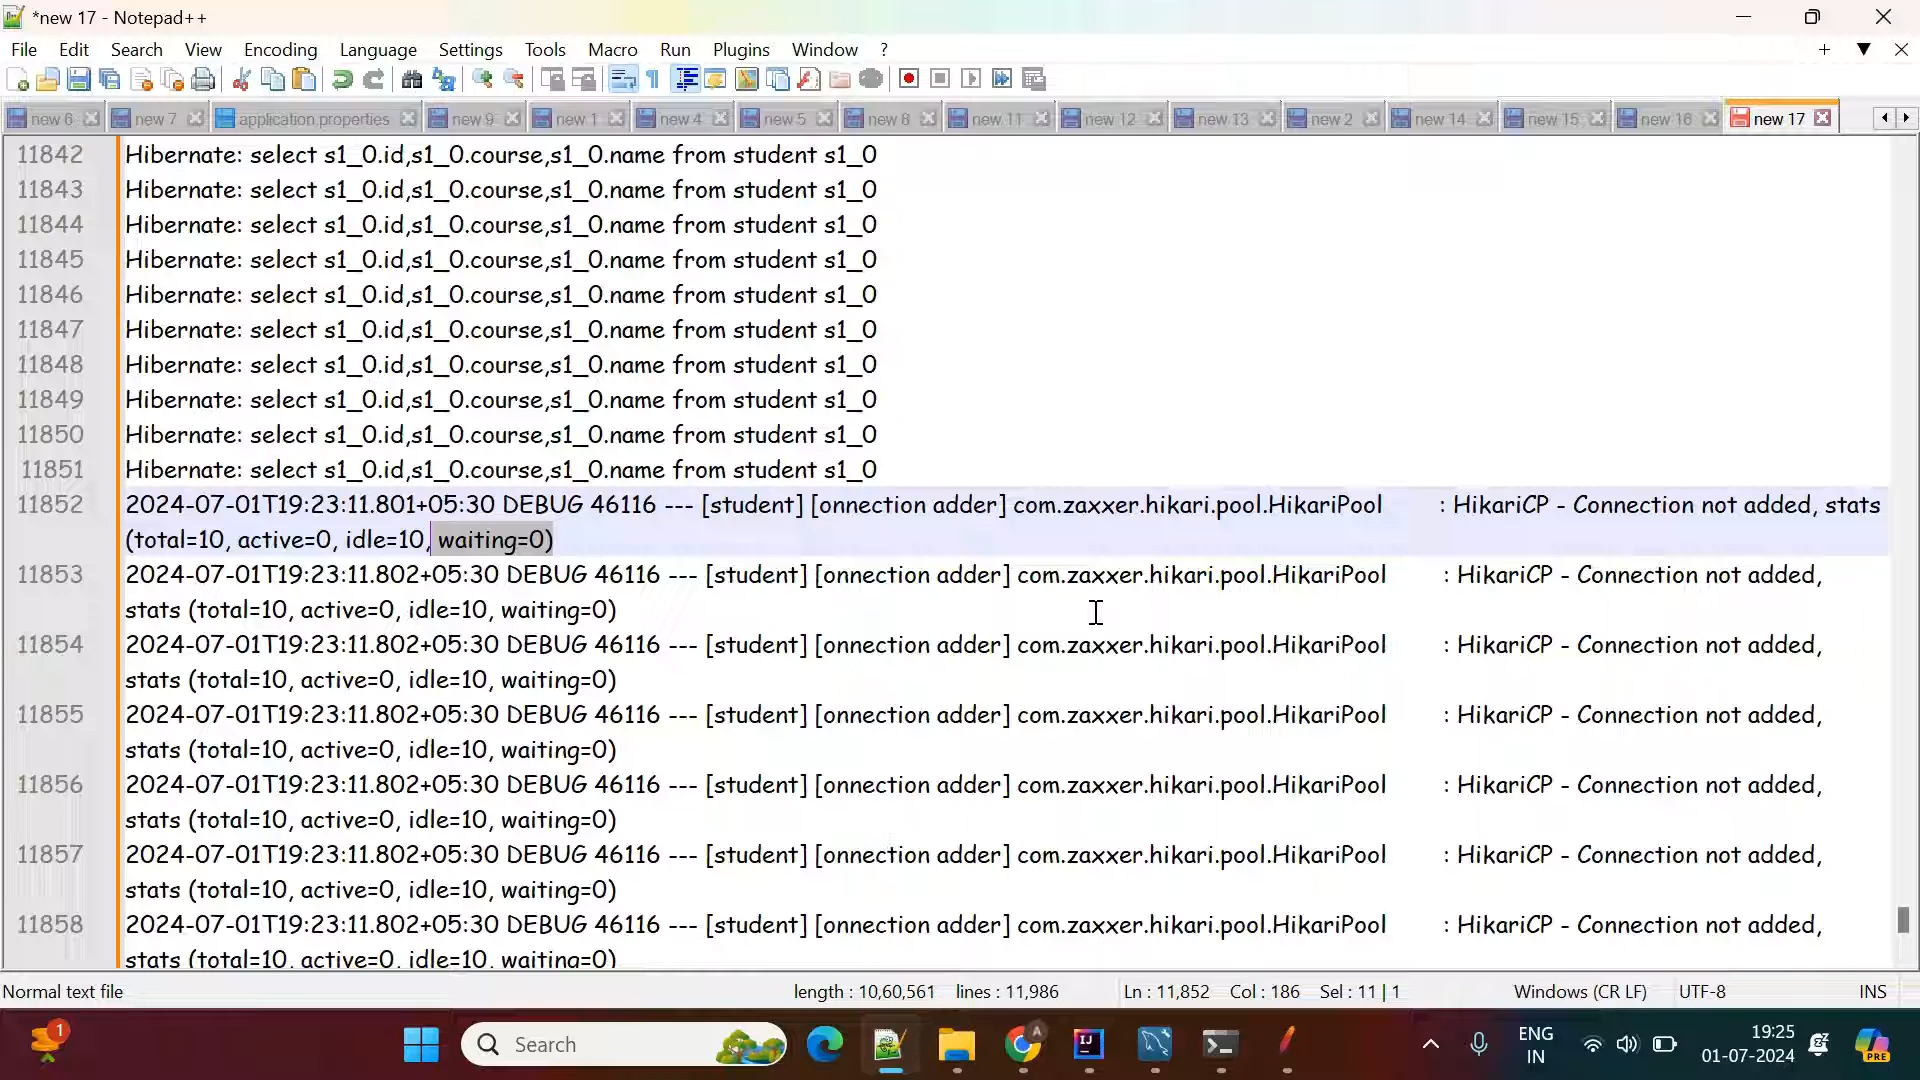 *new 17 - Notepad++
File Edit Search View Encoding Language Settings Tools Macro Run Plugins Window ?
new 6 new 7 application properties new 9 new 1 new 4 new 5 new 8 new 11 new 12 new 13 new 2 new 14 new 15 new 16 new 17
11842 Hibernate: select s1_0.id,s1_0.course,s1_0.name from student s1_0
11843 Hibernate: select s1_0.id,s1_0.course,s1_0.name from student s1_0
11844 Hibernate: select s1_0.id,s1_0.course,s1_0.name from student s1_0
11845 Hibernate: select s1_0.id,s1_0.course,s1_0.name from student s1_0
11846 Hibernate: select s1_0.id,s1_0.course,s1_0.name from student s1_0
11847 Hibernate: select s1_0.id,s1_0.course,s1_0.name from student s1_0
11848 Hibernate: select s1_0.id,s1_0.course,s1_0.name from student s1_0
11849 Hibernate: select s1_0.id,s1_0.course,s1_0.name from student s1_0
11850 Hibernate: select s1_0.id,s1_0.course,s1_0.name from student s1_0
11851 Hibernate: select s1_0.id,s1_0.course,s1_0.name from student s1_0
11852 2024-07-01T19:23:11.801+05:30 DEBUG 46116 --- [student] [onnection adder] com.zaxxer.hikari.pool.HikariPool : HikariCP - Connection not added, stats
(total=10, active=0, idle=10, waiting=0)
11853 2024-07-01T19:23:11.802+05:30 DEBUG 46116 --- [student] [onnection adder] com.zaxxer.hikari.pool.HikariPool : HikariCP - Connection not added,
stats (total=10, active=0, idle=10, waiting=0)
11854 2024-07-01T19:23:11.802+05:30 DEBUG 46116 --- [student] [onnection adder] com.zaxxer.hikari.pool.HikariPool : HikariCP - Connection not added,
stats (total=10, active=0, idle=10, waiting=0)
11855 2024-07-01T19:23:11.802+05:30 DEBUG 46116 --- [student] [onnection adder] com.zaxxer.hikari.pool.HikariPool : HikariCP - Connection not added,
stats (total=10, active=0, idle=10, waiting=0)
11856 2024-07-01T19:23:11.802+05:30 DEBUG 46116 --- [student] [onnection adder] com.zaxxer.hikari.pool.HikariPool : HikariCP - Connection not added,
stats (total=10, active=0, idle=10, waiting=0)
11857 2024-07-01T19:23:11.802+05:30 DEBUG 46116 --- [student] [onnection adder] com.zaxxer.hikari.pool.HikariPool : HikariCP - Connection not added,
stats (total=10, active=0, idle=10, waiting=0)
11858 2024-07-01T19:23:11.802+05:30 DEBUG 46116 --- [student] [onnection adder] com.zaxxer.hikari.pool.HikariPool : HikariCP - Connection not added,
stats (total=10, active=0, idle=10, waiting=0)
Normal text file length : 10,60,561 lines : 11,986 Ln : 11,852 Col : 186 Sel : 11 | 1 Windows (CR LF) UTF-8 INS
1 Search A IJ ENG 19:25
IN 01-07-2024 PRE